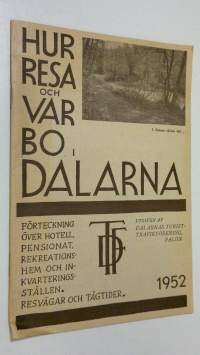 HUR
RESA
OCH
VAR
BO I
DALARNA
FÖRTECKNING
ÖVER HOTELL,
PENSIONAT,
REKREATIONS-
HEM OCH IN-
KVARTERINGS-
STÄLLEN.
RESVÄGAR OCH TÅGTIDER.
DTF
UTGIVEN AV
DALARNAS TURIST-
TRAFIKFÖRENING,
FALUN
1952